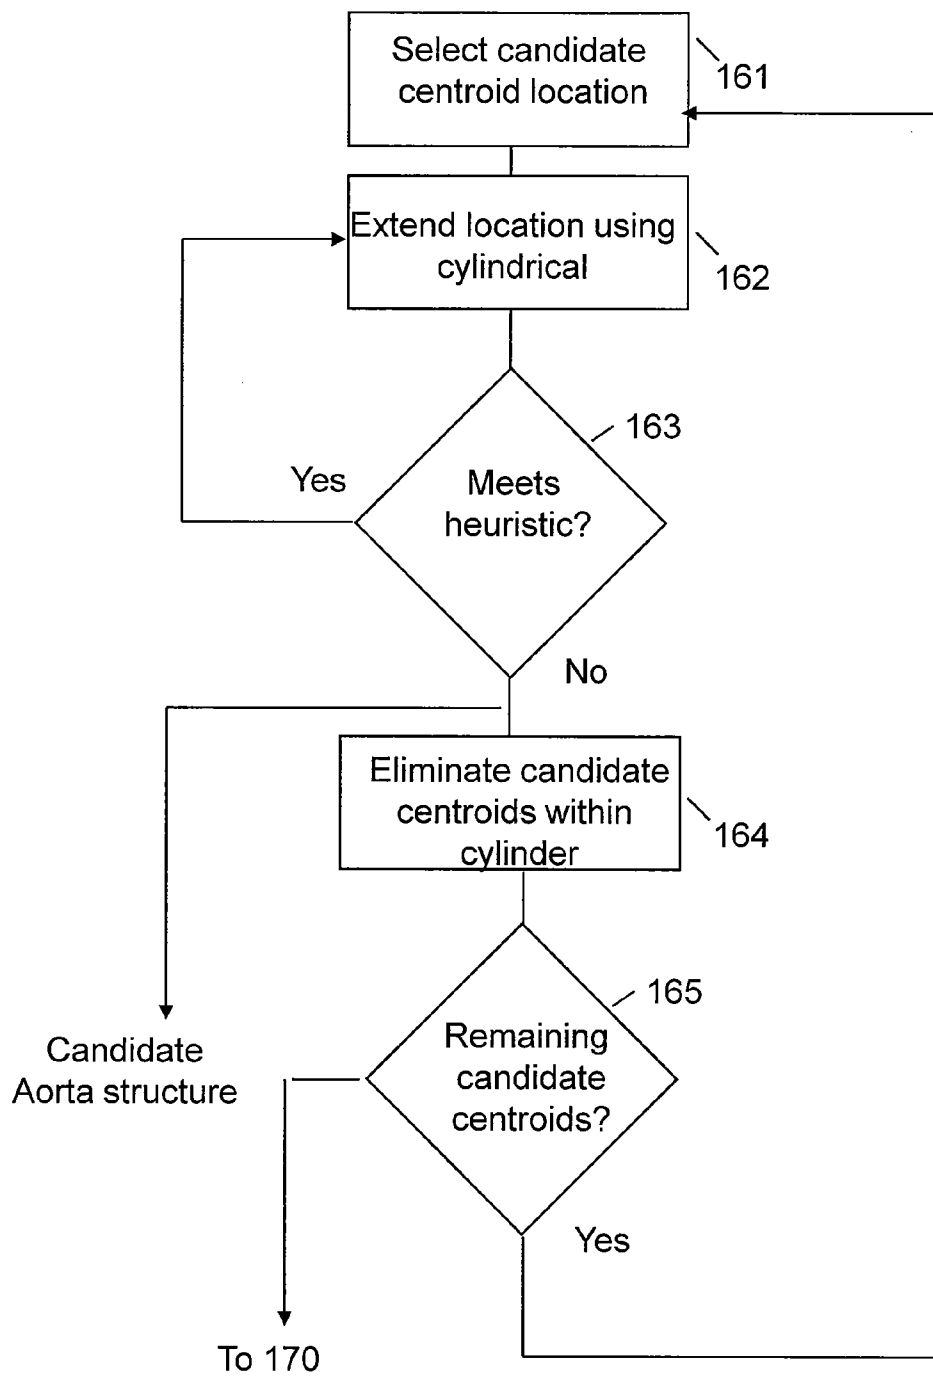 Select candidate
centroid location
161
Extend location using
cylindrical
162
163
Yes
Meets
heuristic?
No
Eliminate candidate
centroids within
cylinder
164
165
Candidate
Aorta structure
Remaining
candidate
centroids?
Yes
To 170